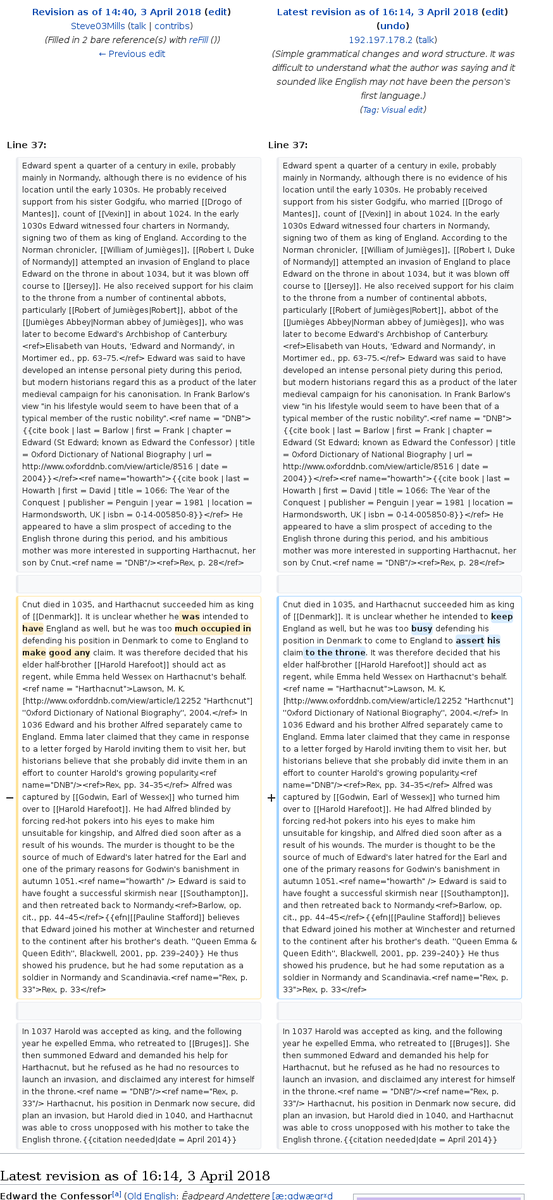 Revision as of 14:40, 3 April 2018 (edit)
Steve03Mills (talk | contribs)
(Filled in 2 bare reference(s) with reFill ())
← Previous edit
Latest revision as of 16:14, 3 April 2018 (edit)
(undo)
192.197.178.2 (talk)
(Simple grammatical changes and word structure. It was
difficult to understand what the author was saying and it
sounded like English may not have been the person's
first language.)
(Tag: Visual edit)
Line 37:
Edward spent a quarter of a century in exile, probably
mainly in Normandy, although there is no evidence of his
location until the early 1030s. He probably received
support from his sister Godgifu, who married [[Drogo of
Mantes]], count of [[Vexin]] in about 1024. In the early
1030s Edward witnessed four charters in Normandy,
signing two of them as king of England. According to the
Norman chronicler, [[William of Jumièges]], [[Robert I, Duke
of Normandy]] attempted an invasion of England to place
Edward on the throne in about 1034, but it was blown off
course to [[Jersey]]. He also received support for his claim
to the throne from a number of continental abbots,
particularly [[Robert of Jumièges|Robert]], abbot of the
[[Jumièges Abbey|Norman abbey of Jumièges]], who was
later to become Edward's Archbishop of Canterbury.
<ref>Elisabeth van Houts, 'Edward and Normandy', in
Mortimer ed., pp. 63–75.</ref> Edward was said to have
developed an intense personal piety during this period,
but modern historians regard this as a product of the later
medieval campaign for his canonisation. In Frank Barlow's
view "in his lifestyle would seem to have been that of a
typical member of the rustic nobility".<ref name = "DNB">
{{cite book | last = Barlow | first = Frank | chapter =
Edward (St Edward; known as Edward the Confessor) | title
= Oxford Dictionary of National Biography | url =
http://www.oxforddnb.com/view/article/8516 | date =
2004}}</ref><ref name="howarth">{{cite book | last =
Howarth | first = David | title = 1066: The Year of the
Conquest | publisher = Penguin | year = 1981 | location =
Harmondsworth, UK | isbn = 0-14-005850-8}}</ref> He
appeared to have a slim prospect of acceding to the
English throne during this period, and his ambitious
mother was more interested in supporting Harthacnut, her
son by Cnut.<ref name = "DNB"/><ref>Rex, p. 28</ref>
−
Cnut died in 1035, and Harthacnut succeeded him as king
of [[Denmark]]. It is unclear whether he was intended to
have England as well, but he was too much occupied in
defending his position in Denmark to come to England to
make good any claim. It was therefore decided that his
elder half-brother [[Harold Harefoot]] should act as
regent, while Emma held Wessex on Harthacnut's behalf.
<ref name = "Harthacnut">Lawson, M. K.
[http://www.oxforddnb.com/view/article/12252 "Harthcnut"]
''Oxford Dictionary of National Biography'', 2004.</ref> In
1036 Edward and his brother Alfred separately came to
England. Emma later claimed that they came in response
to a letter forged by Harold inviting them to visit her, but
historians believe that she probably did invite them in an
effort to counter Harold's growing popularity.<ref
name="DNB"/><ref>Rex, pp. 34–35</ref> Alfred was
captured by [[Godwin, Earl of Wessex]] who turned him
over to [[Harold Harefoot]]. He had Alfred blinded by
forcing red-hot pokers into his eyes to make him
unsuitable for kingship, and Alfred died soon after as a
result of his wounds. The murder is thought to be the
source of much of Edward's later hatred for the Earl and
one of the primary reasons for Godwin's banishment in
autumn 1051.<ref name="howarth" /> Edward is said to
have fought a successful skirmish near [[Southampton]],
and then retreated back to Normandy.<ref>Barlow, op.
cit., pp. 44–45</ref>{{efn|[[Pauline Stafford]] believes
that Edward joined his mother at Winchester and returned
to the continent after his brother's death. ''Queen Emma &
Queen Edith'', Blackwell, 2001, pp. 239–240}} He thus
showed his prudence, but he had some reputation as a
soldier in Normandy and Scandinavia.<ref name="Rex, p.
33">Rex, p. 33</ref>
In 1037 Harold was accepted as king, and the following
year he expelled Emma, who retreated to [[Bruges]]. She
then summoned Edward and demanded his help for
Harthacnut, but he refused as he had no resources to
launch an invasion, and disclaimed any interest for himself
in the throne.<ref name = "DNB"/><ref name="Rex, p.
33"/> Harthacnut, his position in Denmark now secure, did
plan an invasion, but Harold died in 1040, and Harthacnut
was able to cross unopposed with his mother to take the
English throne.{{citation needed|date = April 2014}}
Line 37:
Edward spent a quarter of a century in exile, probably
mainly in Normandy, although there is no evidence of his
location until the early 1030s. He probably received
support from his sister Godgifu, who married [[Drogo of
Mantes]], count of [[Vexin]] in about 1024. In the early
1030s Edward witnessed four charters in Normandy,
signing two of them as king of England. According to the
Norman chronicler, [[William of Jumièges]], [[Robert I, Duke
of Normandy]] attempted an invasion of England to place
Edward on the throne in about 1034, but it was blown off
course to [[Jersey]]. He also received support for his claim
to the throne from a number of continental abbots,
particularly [[Robert of Jumièges|Robert]], abbot of the
[[Jumièges Abbey|Norman abbey of Jumièges]], who was
later to become Edward's Archbishop of Canterbury.
<ref>Elisabeth van Houts, 'Edward and Normandy', in
Mortimer ed., pp. 63–75.</ref> Edward was said to have
developed an intense personal piety during this period,
but modern historians regard this as a product of the later
medieval campaign for his canonisation. In Frank Barlow's
view "in his lifestyle would seem to have been that of a
typical member of the rustic nobility".<ref name = "DNB">
{{cite book | last = Barlow | first = Frank | chapter =
Edward (St Edward; known as Edward the Confessor) | title
= Oxford Dictionary of National Biography | url =
http://www.oxforddnb.com/view/article/8516 | date =
2004}}</ref><ref name="howarth">{{cite book | last =
Howarth | first = David | title = 1066: The Year of the
Conquest | publisher = Penguin | year = 1981 | location =
Harmondsworth, UK | isbn = 0-14-005850-8}}</ref> He
appeared to have a slim prospect of acceding to the
English throne during this period, and his ambitious
mother was more interested in supporting Harthacnut, her
son by Cnut.<ref name = "DNB"/><ref>Rex, p. 28</ref>
+
Cnut died in 1035, and Harthacnut succeeded him as king
of [[Denmark]]. It is unclear whether he intended to keep
England as well, but he was too busy defending his
position in Denmark to come to England to assert his
claim to the throne. It was therefore decided that his
elder half-brother [[Harold Harefoot]] should act as
regent, while Emma held Wessex on Harthacnut's behalf.
<ref name = "Harthacnut">Lawson, M. K.
[http://www.oxforddnb.com/view/article/12252 "Harthcnut"]
''Oxford Dictionary of National Biography'', 2004.</ref> In
1036 Edward and his brother Alfred separately came to
England. Emma later claimed that they came in response
to a letter forged by Harold inviting them to visit her, but
historians believe that she probably did invite them in an
effort to counter Harold's growing popularity.<ref
name="DNB"/><ref>Rex, pp. 34–35</ref> Alfred was
captured by [[Godwin, Earl of Wessex]] who turned him
over to [[Harold Harefoot]]. He had Alfred blinded by
forcing red-hot pokers into his eyes to make him
unsuitable for kingship, and Alfred died soon after as a
result of his wounds. The murder is thought to be the
source of much of Edward's later hatred for the Earl and
one of the primary reasons for Godwin's banishment in
autumn 1051.<ref name="howarth" /> Edward is said to
have fought a successful skirmish near [[Southampton]],
and then retreated back to Normandy.<ref>Barlow, op.
cit., pp. 44–45</ref>{{efn|[[Pauline Stafford]] believes
that Edward joined his mother at Winchester and returned
to the continent after his brother's death. ''Queen Emma &
Queen Edith'', Blackwell, 2001, pp. 239–240}} He thus
showed his prudence, but he had some reputation as a
soldier in Normandy and Scandinavia.<ref name="Rex, p.
33">Rex, p. 33</ref>
In 1037 Harold was accepted as king, and the following
year he expelled Emma, who retreated to [[Bruges]]. She
then summoned Edward and demanded his help for
Harthacnut, but he refused as he had no resources to
launch an invasion, and disclaimed any interest for himself
in the throne.<ref name = "DNB"/><ref name="Rex, p.
33"/> Harthacnut, his position in Denmark now secure, did
plan an invasion, but Harold died in 1040, and Harthacnut
was able to cross unopposed with his mother to take the
English throne.{{citation needed|date = April 2014}}
Latest revision as of 16:14, 3 April 2018
Edward the Confessor[a] (Old English: Ēadƿeard Andettere